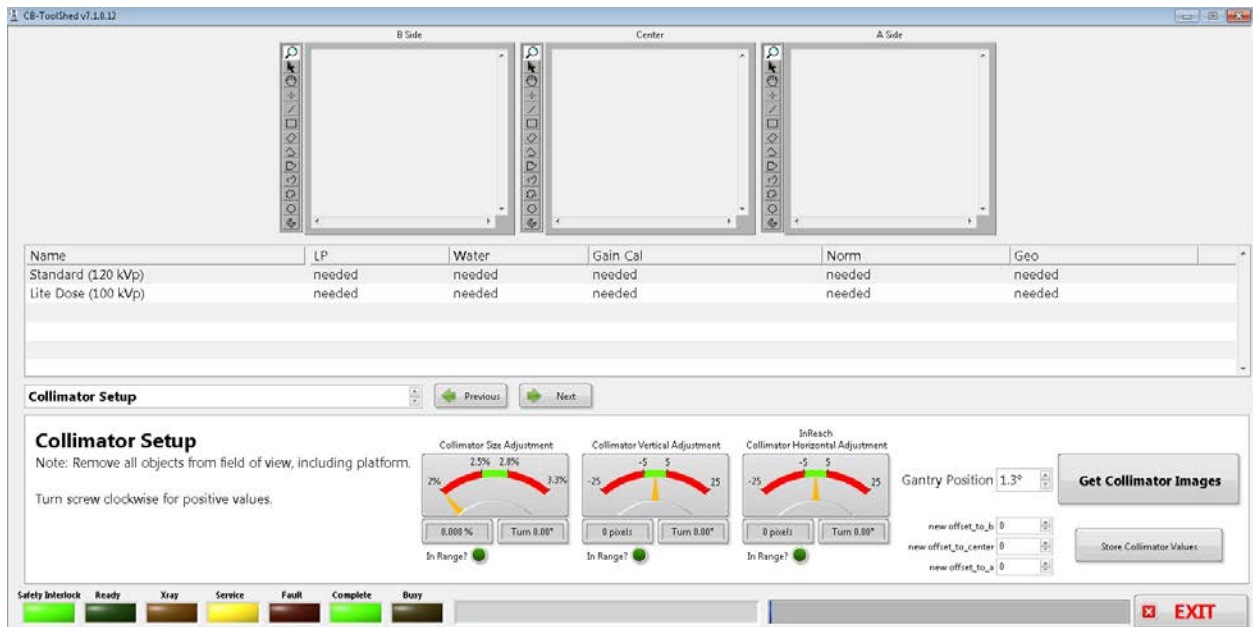 CB-ToolShed v7.1.0.12
B Side Center A Side
Name LP Water Gain Cal Norm Geo
Standard (120 kVp) needed needed needed needed needed
Lite Dose (100 kVp) needed needed needed needed needed
Collimator Setup Previous Next
Collimator Setup
Note: Remove all objects from field of view, including platform.
Turn screw clockwise for positive values.
Collimator Size Adjustment
2% 2.5% 2.8% 3.3%
0.000 % Turn 0.00°
In Range?
Collimator Vertical Adjustment
-25 -5 5 25
0 pixels Turn 0.00°
In Range?
InReach
Collimator Horizontal Adjustment
-25 -5 5 25
0 pixels Turn 0.00°
In Range?
Gantry Position 1.3°
Get Collimator Images
new offset_to_b 0
new offset_to_center 0
new offset_to_a 0
Store Collimator Values
Safety Interlock Ready Xray Service Fault Complete Busy
EXIT